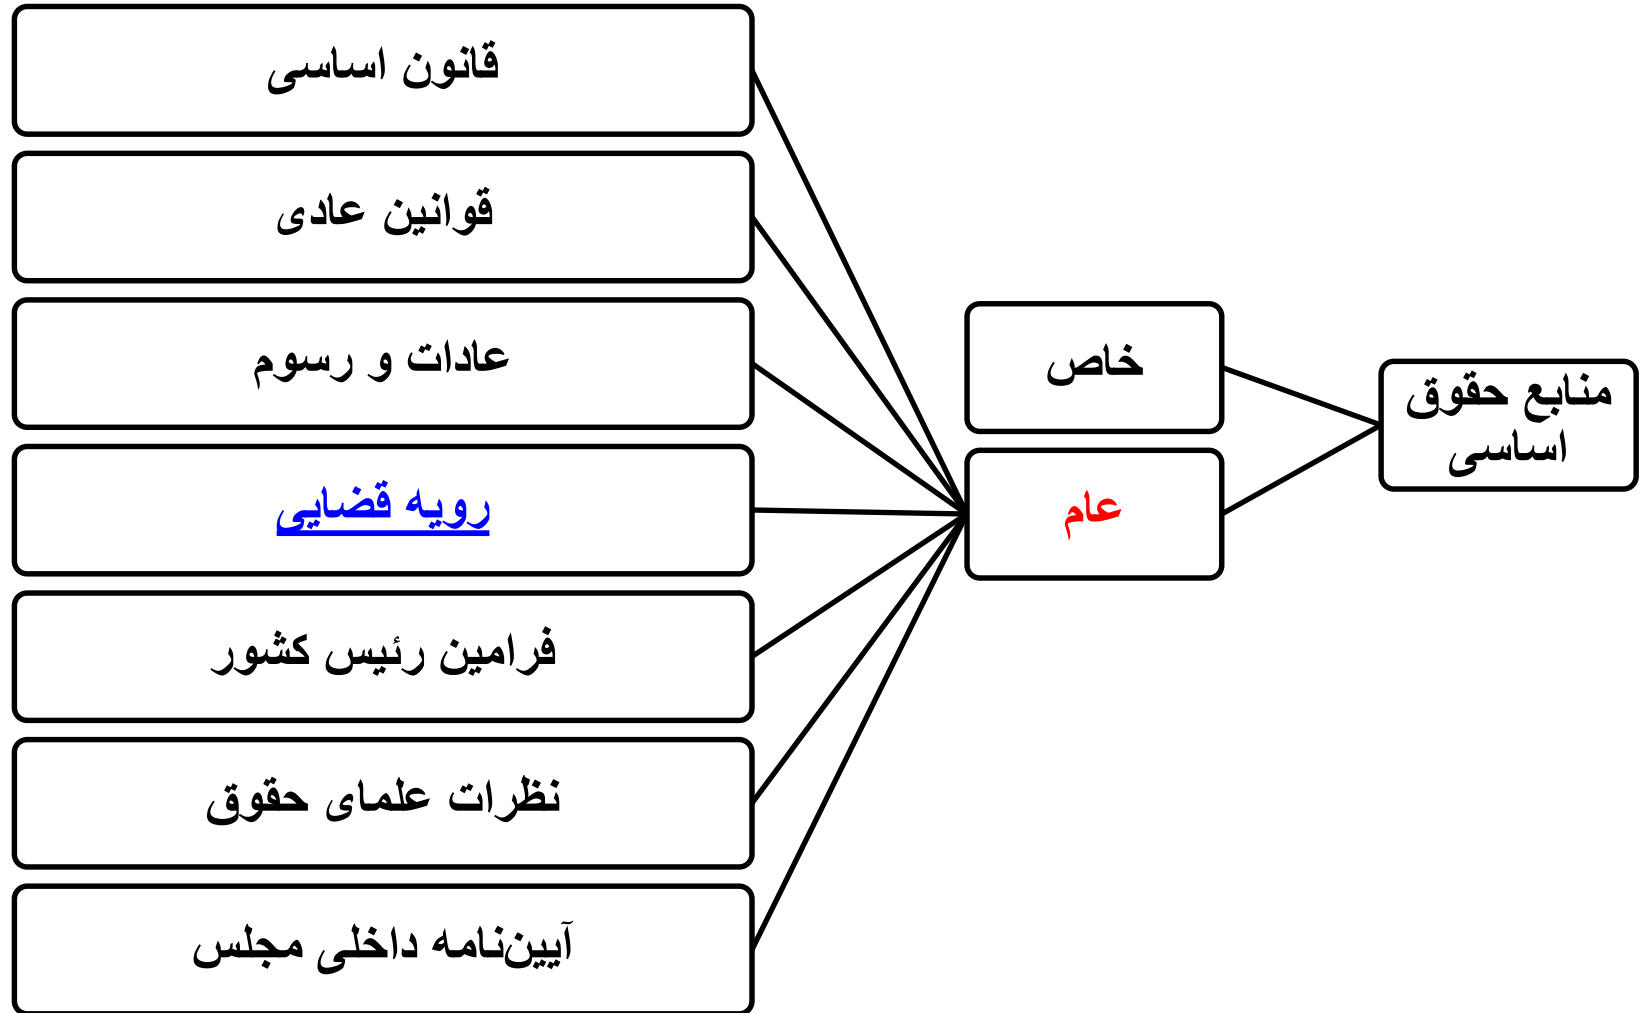 منابع حقوق
اساسی
خاص
عام
قانون اساسی
قوانین عادی
عادات و رسوم
رویه قضایی
فرامین رئیس کشور
نظرات علمای حقوق
آیین‌نامه داخلی مجلس